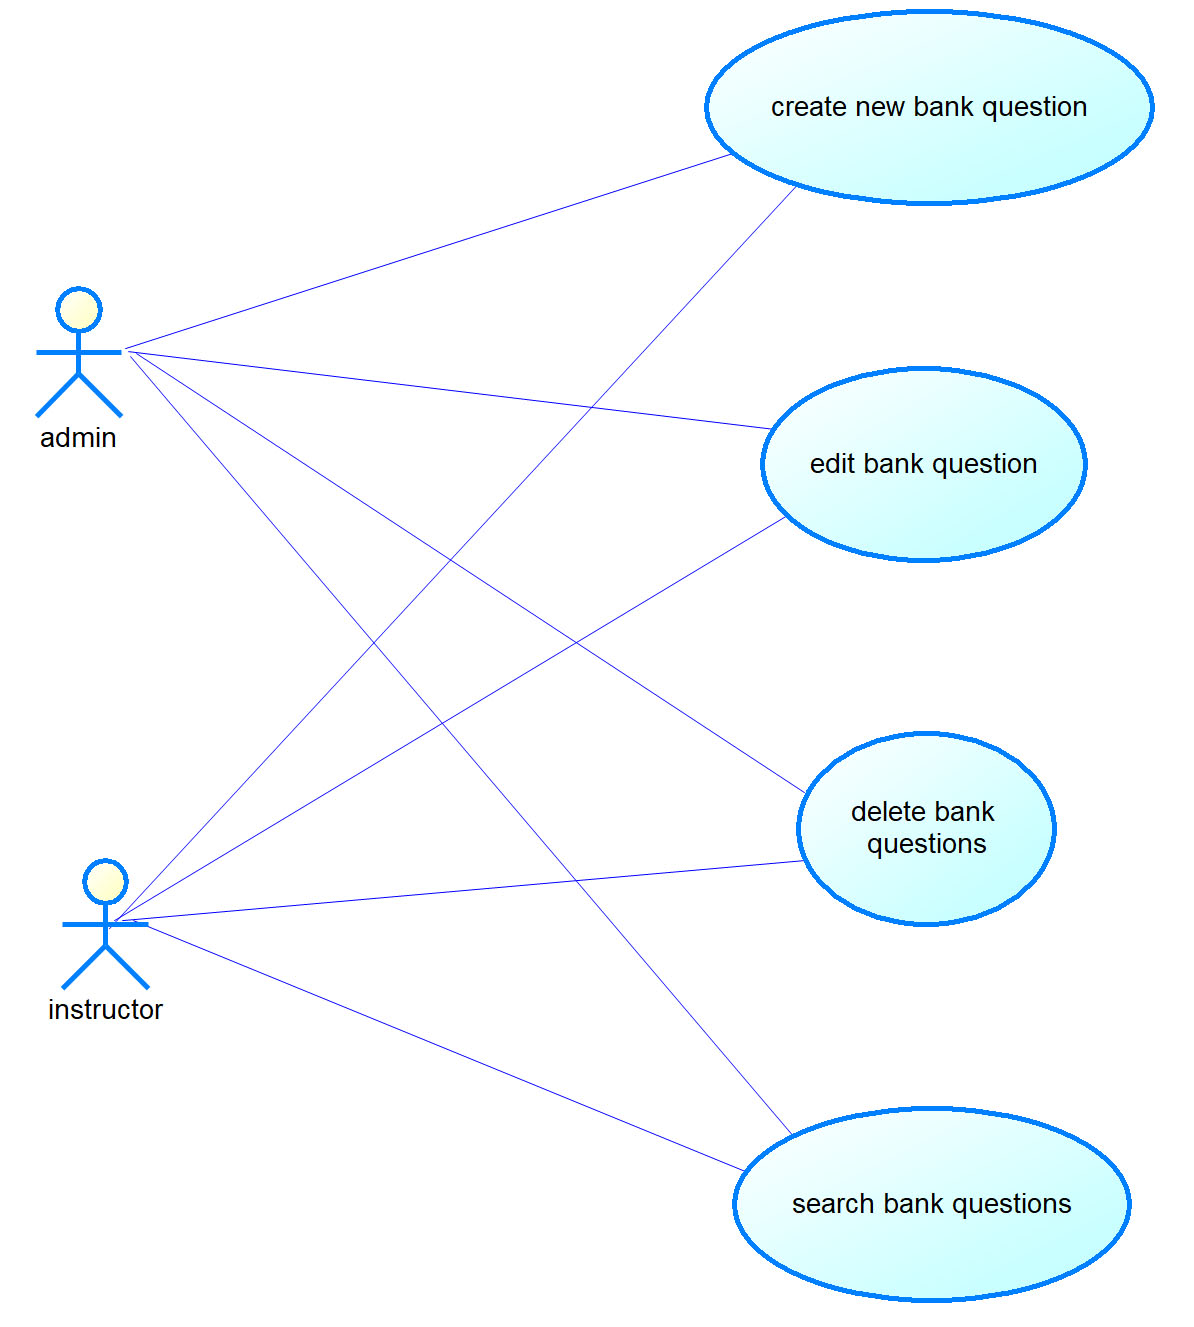 create new bank question
admin
edit bank question
delete bank
questions
instructor
search bank questions